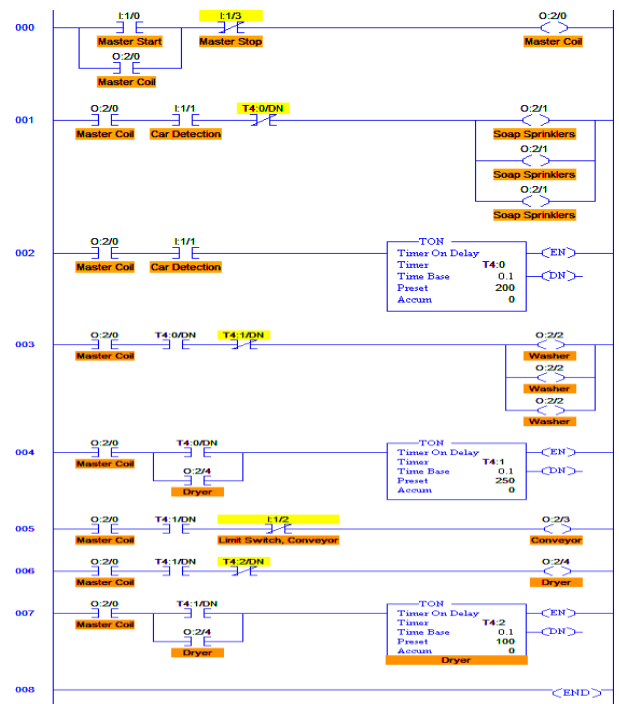 I:1/0 I:1/3 O:2/0
000
Master Start Master Stop Master Coil
O:2/0
Master Coil
O:2/0 I:1/1 T4:0/DN O:2/1
001
Master Coil Car Detection Soap Sprinklers
O:2/1
Soap Sprinklers
O:2/1
Soap Sprinklers
O:2/0 I:1/1 TON
002 Timer On Delay EN
Master Coil Car Detection Timer T4:0
Time Base 0.1 DN
Preset 200
Accum 0
O:2/0 T4:0/DN T4:1/DN O:2/2
003
Master Coil Washer
O:2/2
Washer
O:2/2
Washer
O:2/0 T4:0/DN TON
004 Timer On Delay EN
Master Coil Timer T4:1
O:2/4 Time Base 0.1 DN
Dryer Preset 250
Accum 0
O:2/0 T4:1/DN I:1/2 O:2/3
005
Master Coil Limit Switch, Conveyor Conveyor
O:2/0 T4:1/DN T4:2/DN O:2/4
006
Master Coil Dryer
O:2/0 T4:1/DN TON
007 Timer On Delay EN
Master Coil Timer T4:2
O:2/4 Time Base 0.1 DN
Dryer Preset 100
Accum 0
Dryer
008 END